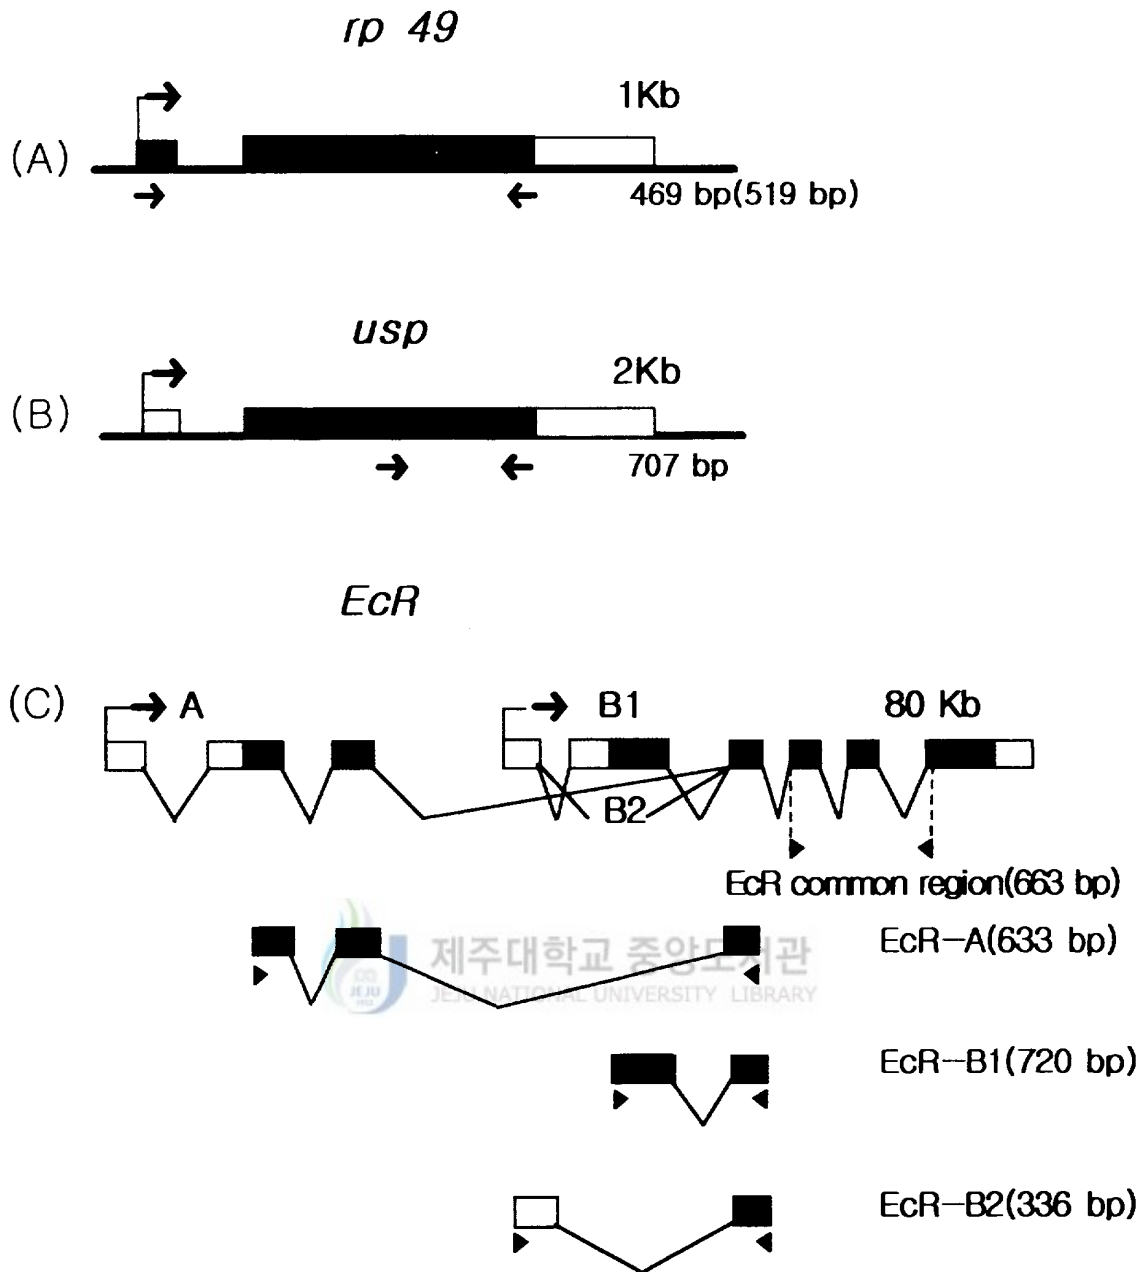 rp 49
1Kb
(A)
469 bp(519 bp)
usp
2Kb
(B)
707 bp
EcR
(C)
A
B1
80 Kb
B2
EcR common region(663 bp)
EcR-A(633 bp)
제주대학교 중앙도서관
JEJU NATIONAL UNIVERSITY LIBRARY
JEJU
1952
EcR-B1(720 bp)
EcR-B2(336 bp)